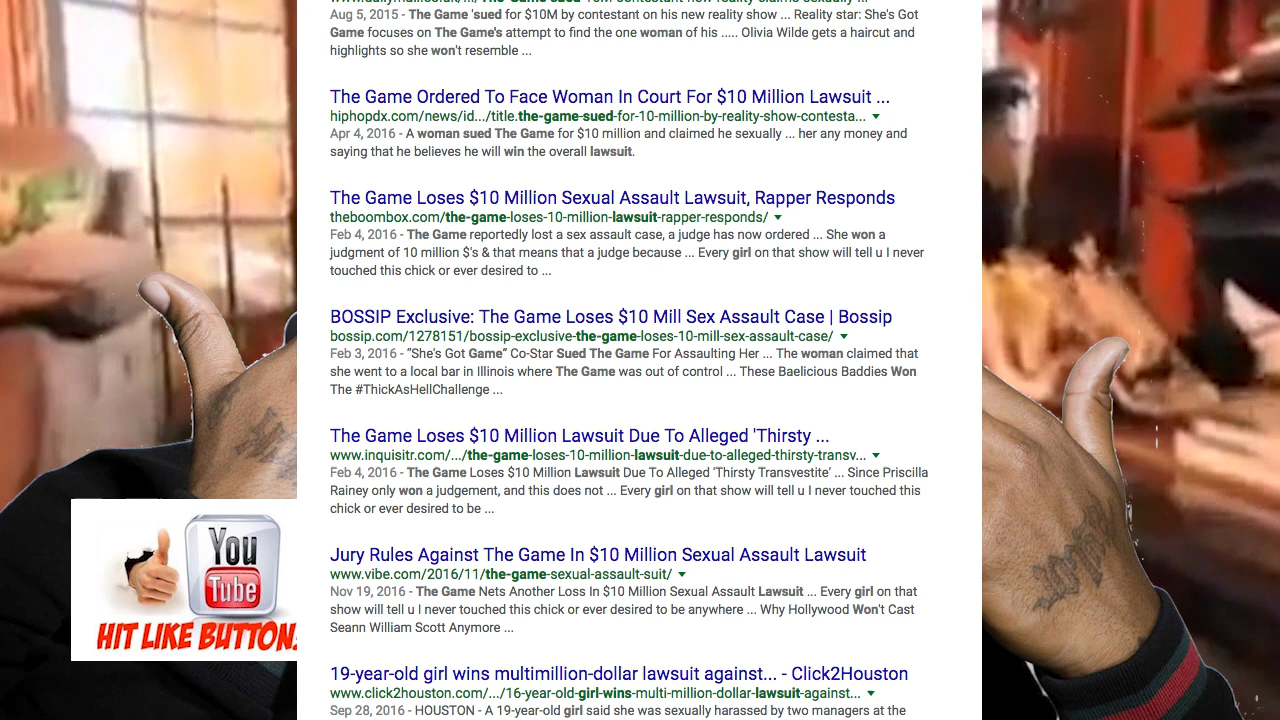 Aug 5, 2015 - The Game 'sued for $10M by contestant on his new reality show ... Reality star: She's Got
Game focuses on The Game's attempt to find the one woman of his ..... Olivia Wilde gets a haircut and
highlights so she won't resemble ...
The Game Ordered To Face Woman In Court For $10 Million Lawsuit ...
hiphopdx.com/news/id.../title.the-game-sued-for-10-million-by-reality-show-contesta...
Apr 4, 2016 - A woman sued The Game for $10 million and claimed he sexually ... her any money and
saying that he believes he will win the overall lawsuit.
The Game Loses $10 Million Sexual Assault Lawsuit, Rapper Responds
theboombox.com/the-game-loses-10-million-lawsuit-rapper-responds/
Feb 4, 2016 - The Game reportedly lost a sex assault case, a judge has now ordered ... She won a
judgment of 10 million $'s & that means that a judge because ... Every girl on that show will tell u I never
touched this chick or ever desired to ...
BOSSIP Exclusive: The Game Loses $10 Mill Sex Assault Case | Bossip
bossip.com/1278151/bossip-exclusive-the-game-loses-10-mill-sex-assault-case/
Feb 3, 2016 - “She's Got Game” Co-Star Sued The Game For Assaulting Her ... The woman claimed that
she went to a local bar in Illinois where The Game was out of control ... These Baelicious Baddies Won
The #ThickAsHellChallenge ...
The Game Loses $10 Million Lawsuit Due To Alleged 'Thirsty ...
www.inquisitr.com/.../the-game-loses-10-million-lawsuit-due-to-alleged-thirsty-transv...
Feb 4, 2016 - The Game Loses $10 Million Lawsuit Due To Alleged 'Thirsty Transvestite' ... Since Priscilla
Rainey only won a judgement, and this does not ... Every girl on that show will tell u I never touched this
chick or ever desired to be ...
Jury Rules Against The Game In $10 Million Sexual Assault Lawsuit
www.vibe.com/2016/11/the-game-sexual-assault-suit/
Nov 19, 2016 - The Game Nets Another Loss In $10 Million Sexual Assault Lawsuit ... Every girl on that
show will tell u I never touched this chick or ever desired to be anywhere ... Why Hollywood Won't Cast
Seann William Scott Anymore ...
19-year-old girl wins multimillion-dollar lawsuit against... - Click2Houston
www.click2houston.com/.../16-year-old-girl-wins-multi-million-dollar-lawsuit-against...
Sep 28, 2016 - HOUSTON - A 19-year-old girl said she was sexually harassed by two managers at the
You
Tube
HIT LIKE BUTTON